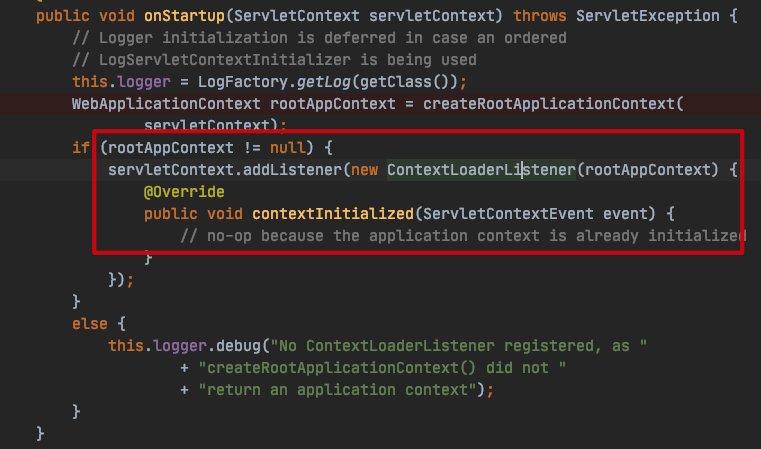 public void onStartup(ServletContext servletContext) throws ServletException {
// Logger initialization is deferred in case an ordered
// LogServletContextInitializer is being used
this.logger = LogFactory.getLog(getClass());
WebApplicationContext rootAppContext = createRootApplicationContext(
servletContext);
if (rootAppContext != null) {
servletContext.addListener(new ContextLoaderListener(rootAppContext) {
@Override
public void contextInitialized(ServletContextEvent event) {
// no-op because the application context is already initialized
}
});
}
else {
this.logger.debug("No ContextLoaderListener registered, as "
+ "createRootApplicationContext() did not "
+ "return an application context");
}
}